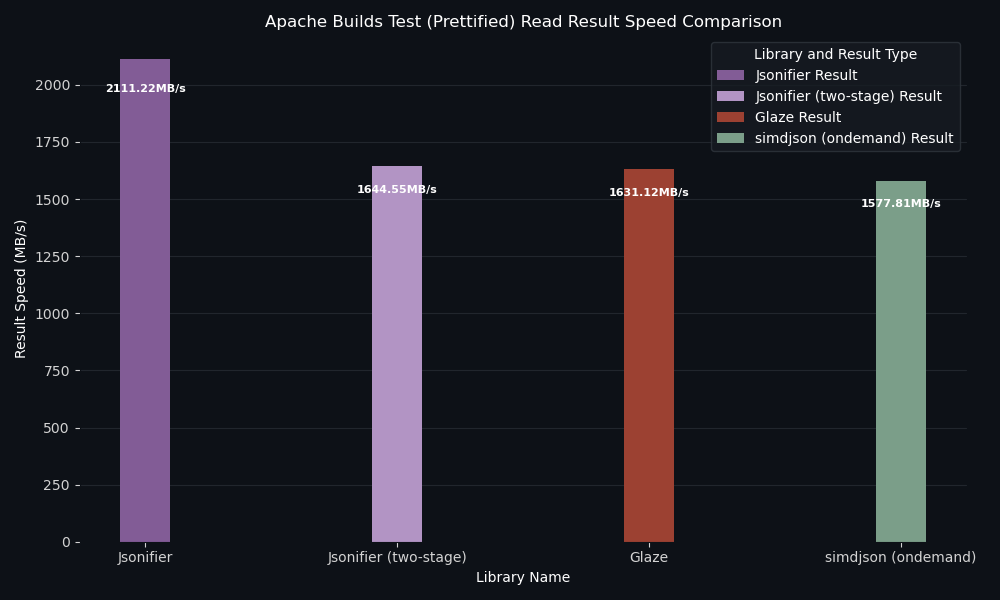 Apache Builds Test (Prettified) Read Result Speed Comparison
Library and Result Type
Jsonifier Result
Jsonifier (two-stage) Result
Glaze Result
simdjson (ondemand) Result
2111.22MB/s
1644.55MB/s
1631.12MB/s
1577.81MB/s
Result Speed (MB/s)
2000
1750
1500
1250
1000
750
500
250
0
Jsonifier
Jsonifier (two-stage)
Glaze
simdjson (ondemand)
Library Name